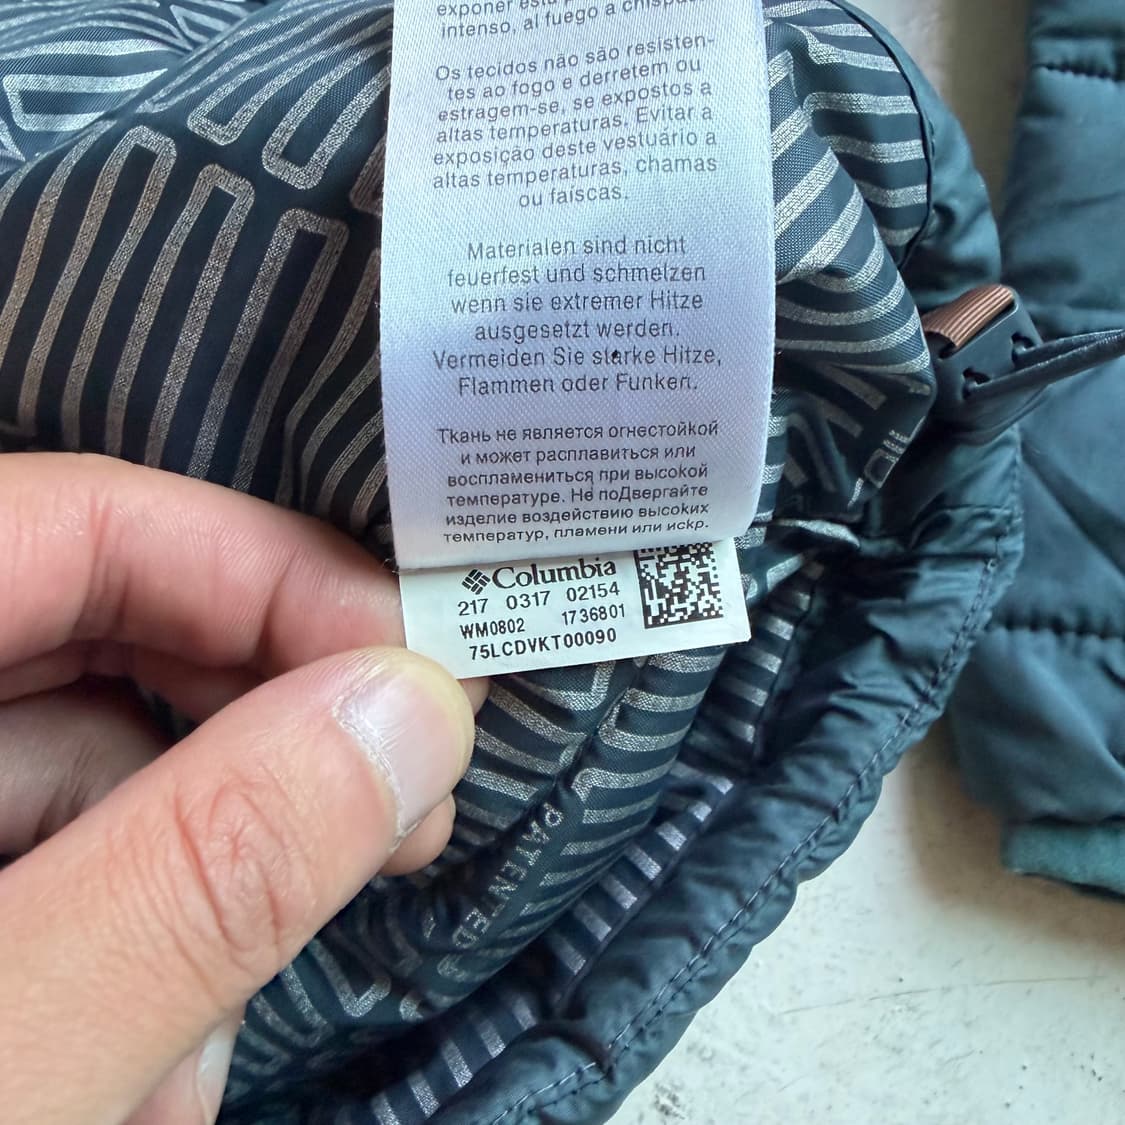 exponer esta
intenso, al fuego a chispas
Os tecidos não são resisten-
tes ao fogo e derretem ou
estragem-se, se expostos a
altas temperaturas. Evitar a
exposição deste vestuário a
altas temperaturas, chamas
ou faiscas.
Materialen sind nicht
feuerfest und schmelzen
wenn sie extremer Hitze
ausgesetzt werden.
Vermeiden Sie starke Hitze,
Flammen oder Funken.
Ткань не является огнестойкой
и может расплавиться или
воспламениться при высокой
температуре. Не подвергайте
изделие воздействию высоких
температур, пламени или искр.
Columbia
217 0317 02154
WM0802 1736801
75LCDVKT00090
PATENTED